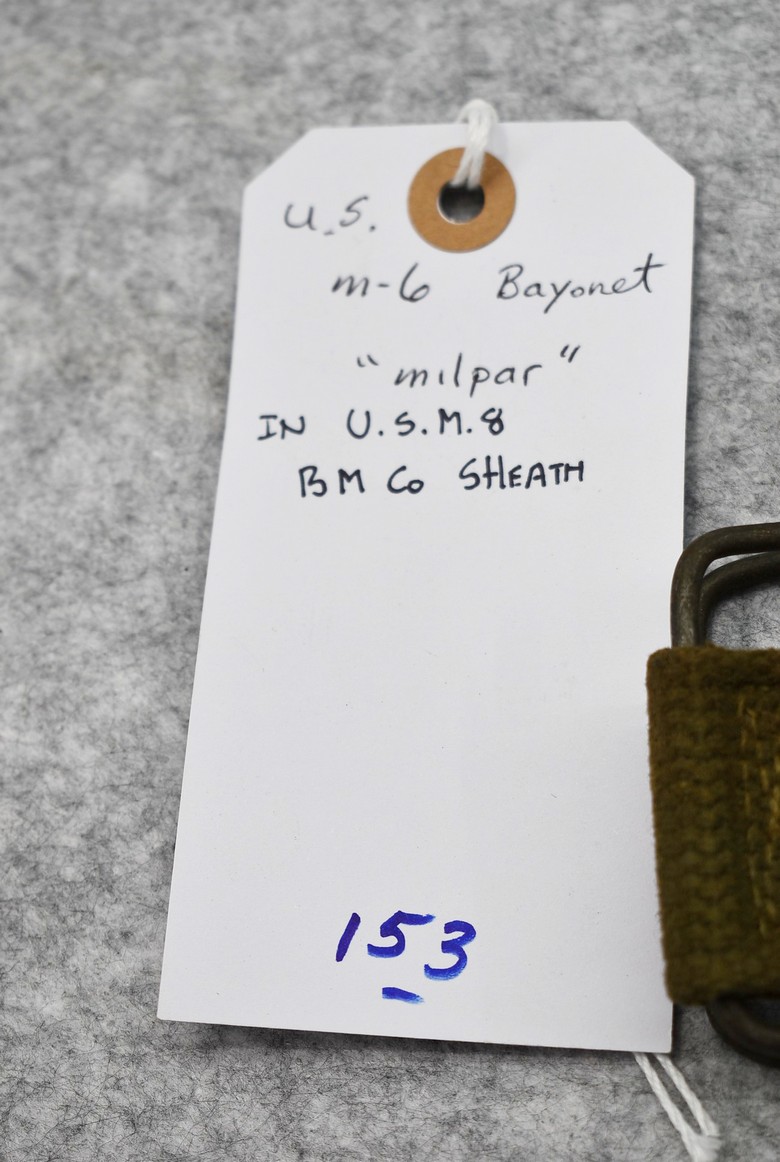 U.S.
m-6 Bayonet
"milpar"
IN U.S.M.8
BM Co SHEATH
153